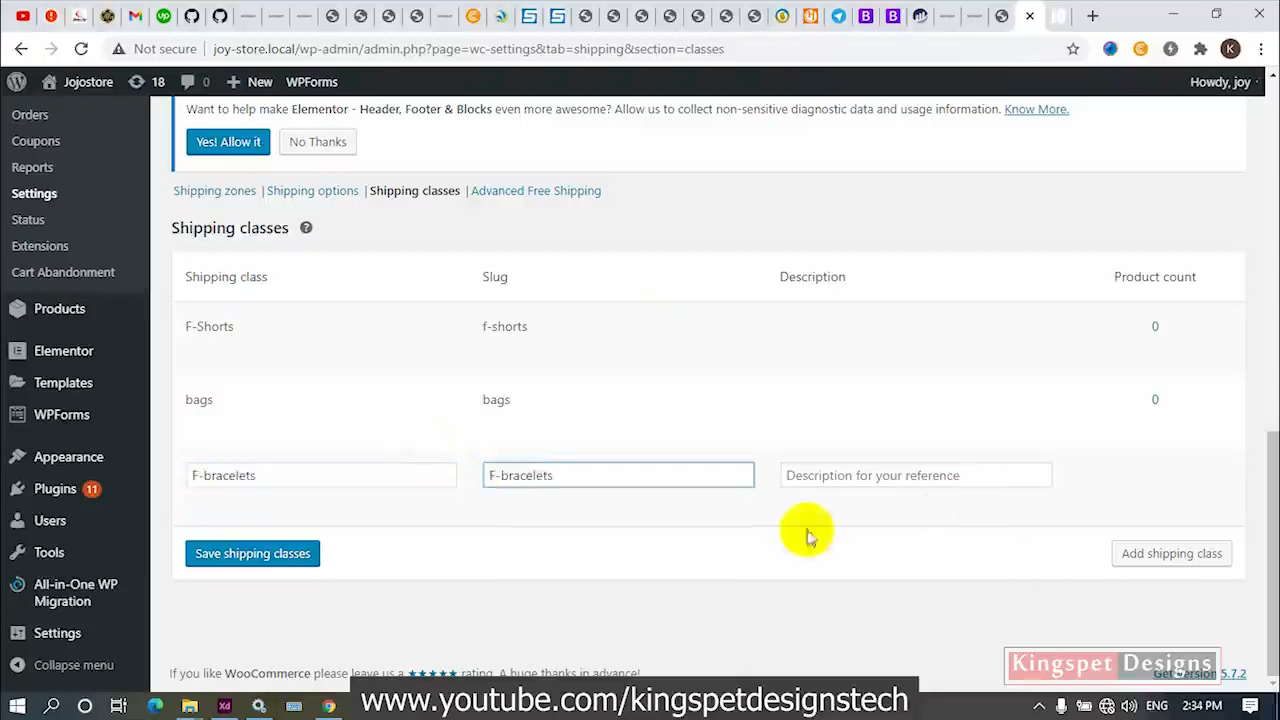 Not secure joy-store.local/wp-admin/admin.php?page=wc-settings&tab=shipping&section=classes K
Jojostore 18 0 New WPForms Howdy, joy
Orders
Coupons
Reports
Settings
Status
Extensions
Cart Abandonment
Products
Elementor
Templates
WPForms
Appearance
Plugins 11
Users
Tools
All-in-One WP
Migration
Settings
Collapse menu
Want to help make Elementor - Header, Footer & Blocks even more awesome? Allow us to collect non-sensitive diagnostic data and usage information. Know More.
Yes! Allow it No Thanks
Shipping zones | Shipping options | Shipping classes | Advanced Free Shipping
Shipping classes ?
Shipping class Slug Description Product count
F-Shorts f-shorts 0
bags bags 0
F-bracelets F-bracelets Description for your reference
Save shipping classes Add shipping class
If you like WooCommerce please leave us a ★★★★★ rating. A huge thanks in advance!
Kingspet Designs
Get Version 5.7.2
www.youtube.com/kingspetdesignstech
ENG 2:34 PM